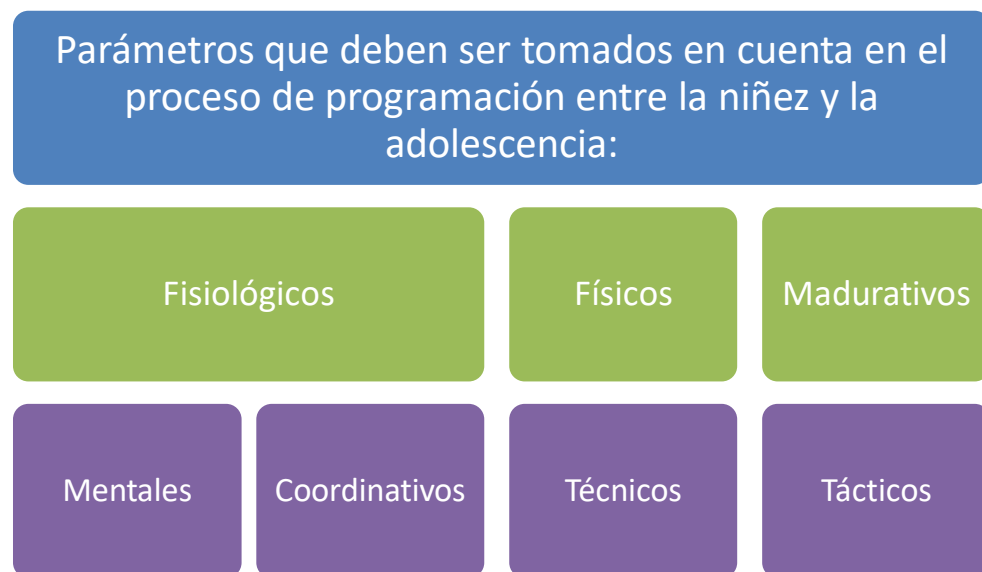 Parámetros que deben ser tomados en cuenta en el
proceso de programación entre la niñez y la
adolescencia:
Fisiológicos
Físicos
Madurativos
Mentales
Coordinativos
Técnicos
Tácticos